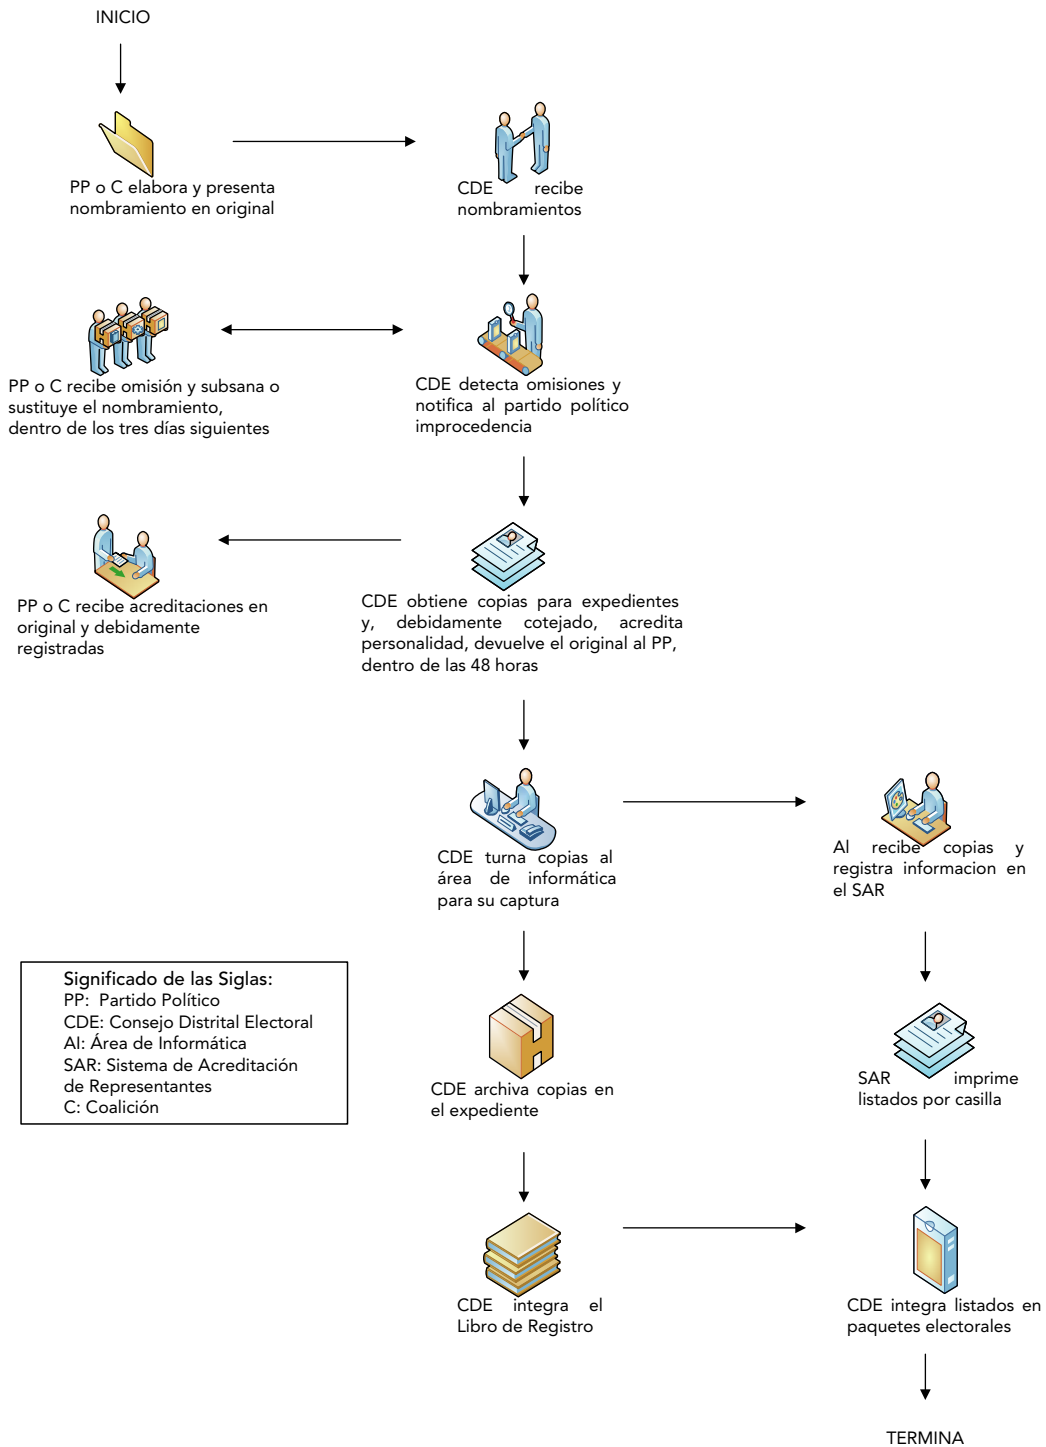 INICIO
PP o C elabora y presenta
nombramiento en original
CDE recibe
nombramientos
PP o C recibe omisión y subsana o
sustituye el nombramiento,
dentro de los tres días siguientes
CDE detecta omisiones y
notifica al partido político
improcedencia
PP o C recibe acreditaciones en
original y debidamente
registradas
CDE obtiene copias para expedientes
y, debidamente cotejado, acredita
personalidad, devuelve el original al PP,
dentro de las 48 horas
CDE turna copias al
área de informática
para su captura
AI recibe copias y
registra informacion en
el SAR
Significado de las Siglas:
PP: Partido Político
CDE: Consejo Distrital Electoral
AI: Área de Informática
SAR: Sistema de Acreditación
de Representantes
C: Coalición
CDE archiva copias en
el expediente
SAR imprime
listados por casilla
CDE integra el
Libro de Registro
CDE integra listados en
paquetes electorales
TERMINA